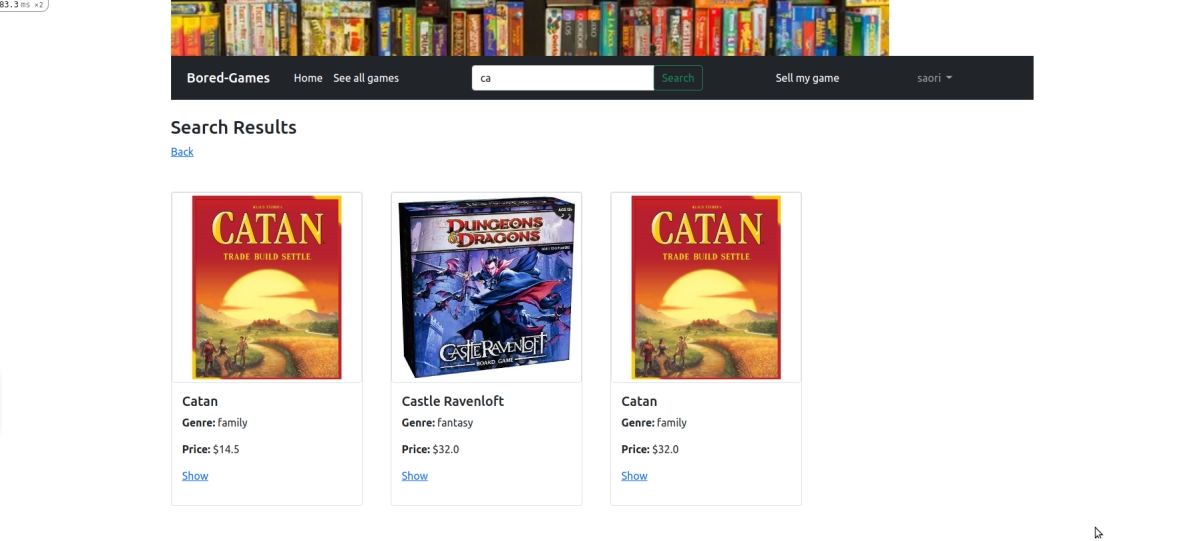 83.3 ms ×2
Bored-Games Home See all games ca Search Sell my game saori
Search Results
Back
CATAN
TRADE BUILD SETTLE
DUNGEONS & DRAGONS
CASTLE RAVENLOFT
BOARD GAME
CATAN
TRADE BUILD SETTLE
Catan
Genre: family
Price: $14.5
Show
Castle Ravenloft
Genre: fantasy
Price: $32.0
Show
Catan
Genre: family
Price: $32.0
Show